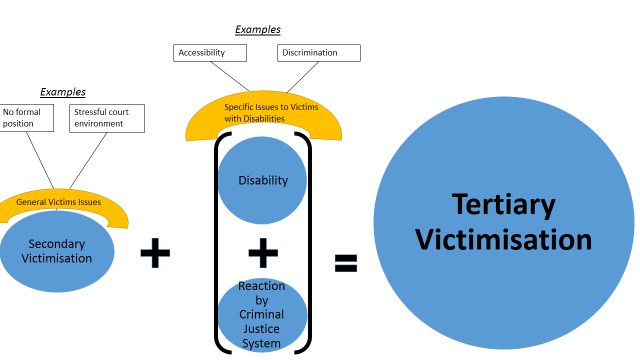 Examples
Accessibility
Discrimination
Examples
No formal
position
Stressful court
environment
Specific Issues to Victims
with Disabilities
General Victims Issues
Secondary
Victimisation
+
Disability
+
Reaction
by
Criminal
Justice
System
=
Tertiary
Victimisation